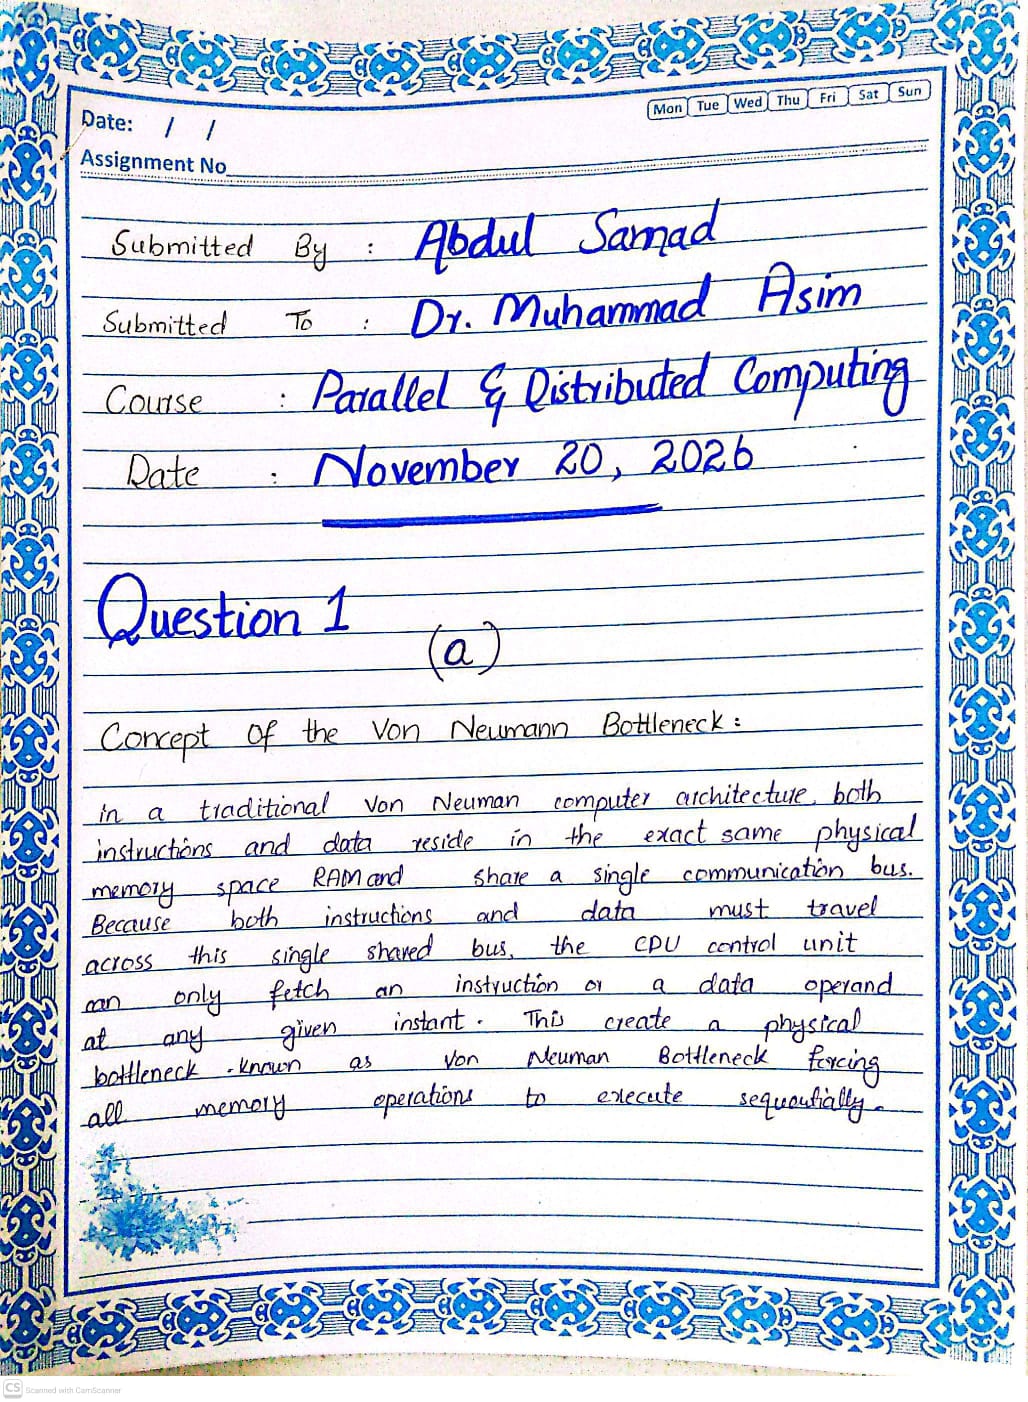 Mon Tue Wed Thu Fri Sat Sun
Date: / /
Assignment No
Submitted By : Abdul Samad
Submitted To : Dr. Muhammad Asim
Course : Parallel & Distributed Computing
Date : November 20, 2026
Question 1
(a)
Concept Of the Von Neumann Bottleneck:
in a traditional Von Neuman computer architecture, both
instructions and data reside in the exact same physical
memory space RAM and share a single communication bus.
Because both instructions and data must travel
across this single shared bus, the CPU control unit
can only fetch an instruction or a data operand
at any given instant. This create a physical
bottleneck . known as Von Neuman Bottleneck forcing
all memory operations to execute sequentially.
CS Scanned with CamScanner